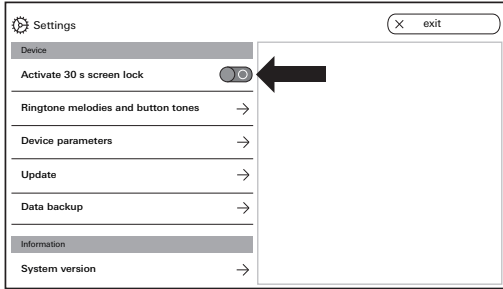 Settings
X exit
Device
Activate 30 s screen lock
Ringtone melodies and button tones
Device parameters
Update
Data backup
Information
System version